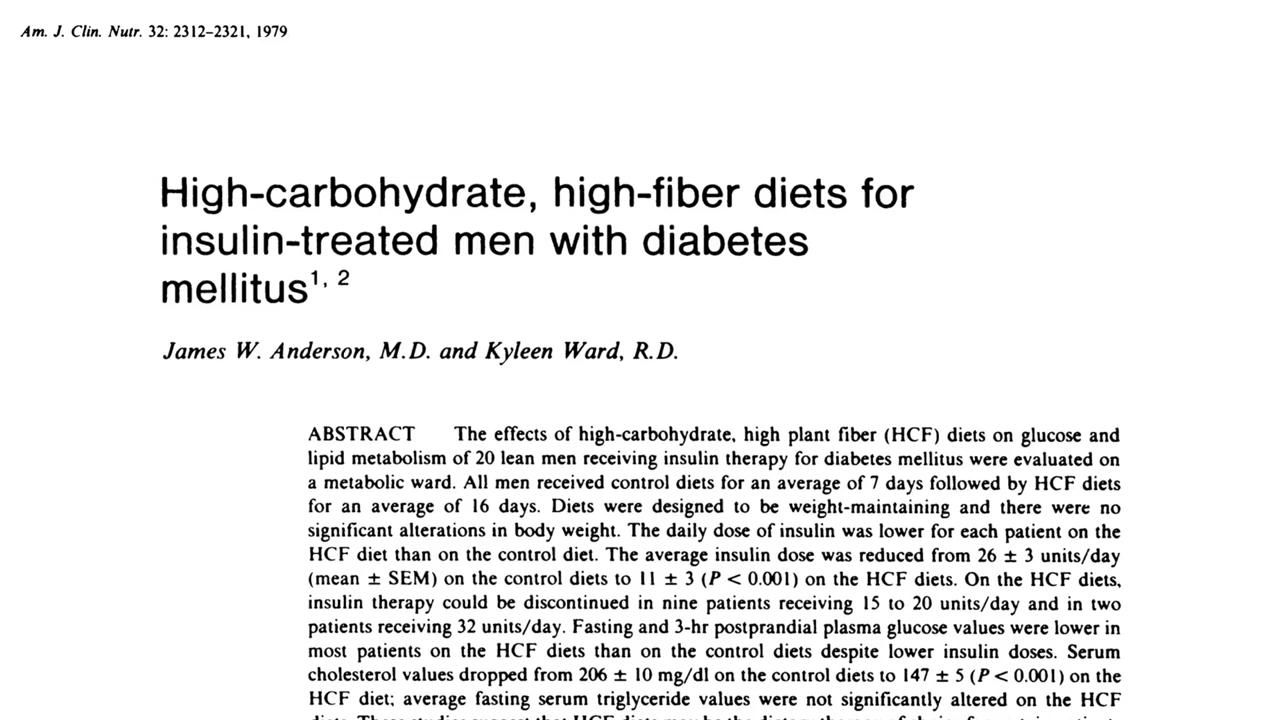 Am. J. Clin. Nutr. 32: 2312–2321, 1979
High-carbohydrate, high-fiber diets for
insulin-treated men with diabetes
mellitus1, 2
James W. Anderson, M.D. and Kyleen Ward, R.D.
ABSTRACT The effects of high-carbohydrate, high plant fiber (HCF) diets on glucose and
lipid metabolism of 20 lean men receiving insulin therapy for diabetes mellitus were evaluated on
a metabolic ward. All men received control diets for an average of 7 days followed by HCF diets
for an average of 16 days. Diets were designed to be weight-maintaining and there were no
significant alterations in body weight. The daily dose of insulin was lower for each patient on the
HCF diet than on the control diet. The average insulin dose was reduced from 26 ± 3 units/day
(mean ± SEM) on the control diets to 11 ± 3 (P < 0.001) on the HCF diets. On the HCF diets,
insulin therapy could be discontinued in nine patients receiving 15 to 20 units/day and in two
patients receiving 32 units/day. Fasting and 3-hr postprandial plasma glucose values were lower in
most patients on the HCF diets than on the control diets despite lower insulin doses. Serum
cholesterol values dropped from 206 ± 10 mg/dl on the control diets to 147 ± 5 (P < 0.001) on the
HCF diet; average fasting serum triglyceride values were not significantly altered on the HCF